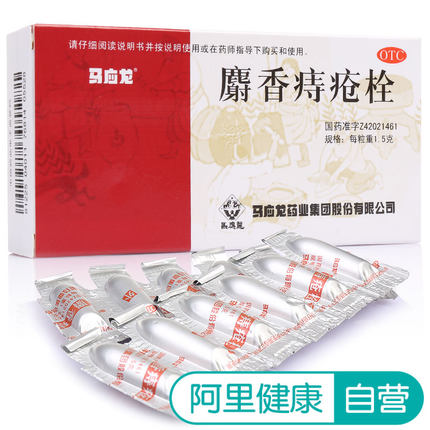 请仔细阅读说明书并按说明使用或在药师指导下购买和使用。
OTC
马应龙®
麝香痔疮栓
国药准字Z42021461
规格：每粒重1.5克
馬應龍
马应龙药业集团股份有限公司
阿里健康 自营